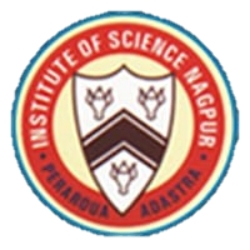 INSTITUTE OF SCIENCE NAGPUR
· PERARDUA ADASTRA ·